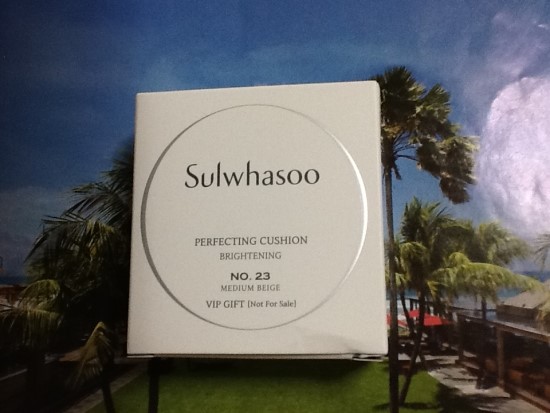 Sulwhasoo
PERFECTING CUSHION
BRIGHTENING
NO. 23
MEDIUM BEIGE
VIP GIFT [Not For Sale]